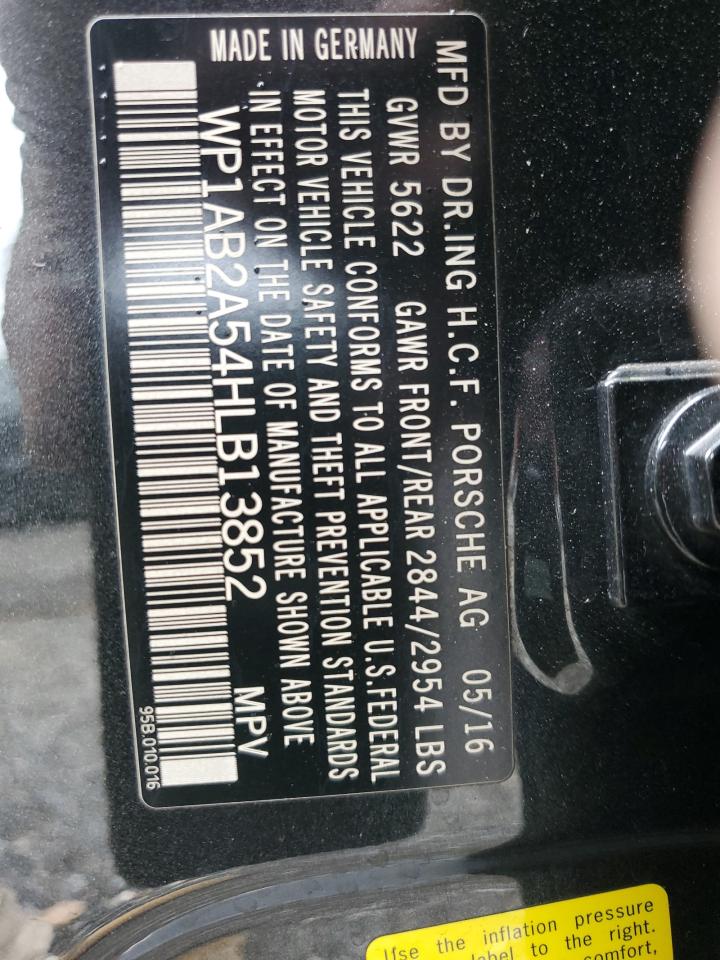 MFD BY DR.ING H.C.F. PORSCHE AG 05/16
MADE IN GERMANY
GVWR 5622 GAWR FRONT/REAR 2844/2954 LBS
THIS VEHICLE CONFORMS TO ALL APPLICABLE U.S.FEDERAL
MOTOR VEHICLE SAFETY AND THEFT PREVENTION STANDARDS
IN EFFECT ON THE DATE OF MANUFACTURE SHOWN ABOVE
WP1AB2A54HLB13852 MPV
95B.010.016
Use the inflation pressure
label to the right.
comfort,